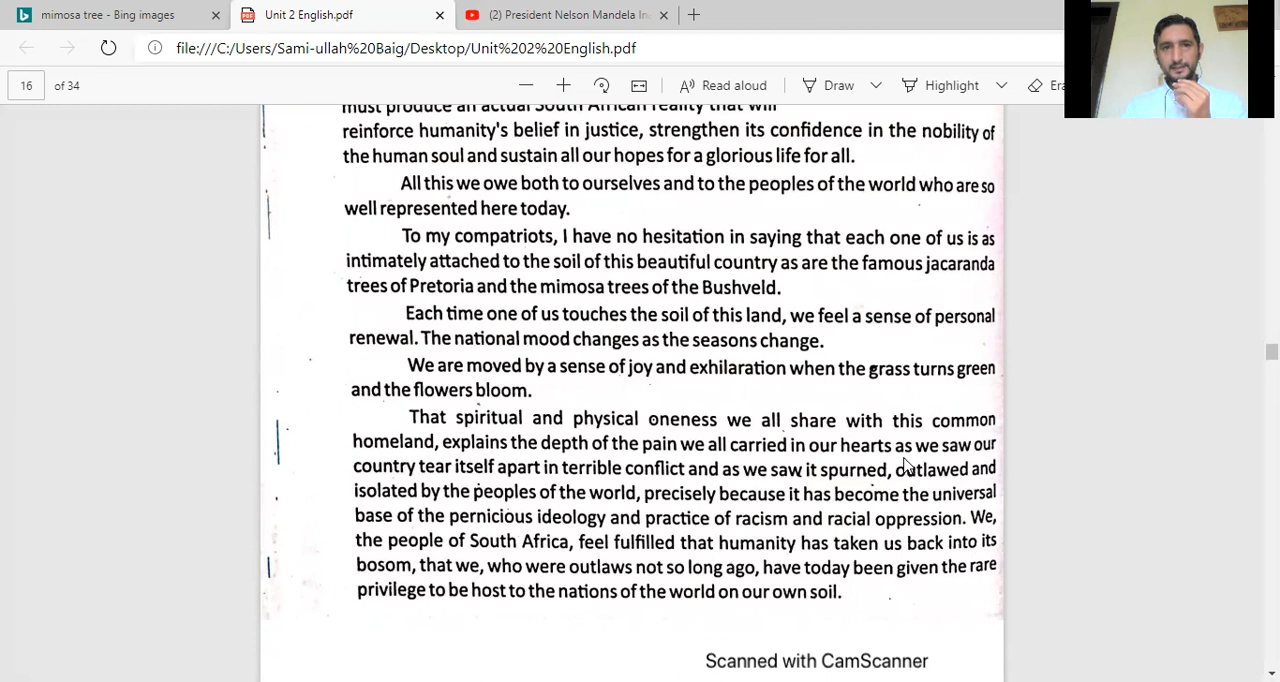 mimosa tree - Bing images
Unit 2 English.pdf
(2) President Nelson Mandela In
file:///C:/Users/Sami-ullah%20Baig/Desktop/Unit%202%20English.pdf
16 of 34
Read aloud
Draw
Highlight
Era
must produce an actual South African reality that will
reinforce humanity's belief in justice, strengthen its confidence in the nobility of
the human soul and sustain all our hopes for a glorious life for all.
All this we owe both to ourselves and to the peoples of the world who are so
well represented here today.
To my compatriots, I have no hesitation in saying that each one of us is as
intimately attached to the soil of this beautiful country as are the famous jacaranda
trees of Pretoria and the mimosa trees of the Bushveld.
Each time one of us touches the soil of this land, we feel a sense of personal
renewal. The national mood changes as the seasons change.
We are moved by a sense of joy and exhilaration when the grass turns green
and the flowers bloom.
That spiritual and physical oneness we all share with this common
homeland, explains the depth of the pain we all carried in our hearts as we saw our
country tear itself apart in terrible conflict and as we saw it spurned, outlawed and
isolated by the peoples of the world, precisely because it has become the universal
base of the pernicious ideology and practice of racism and racial oppression. We,
the people of South Africa, feel fulfilled that humanity has taken us back into its
bosom, that we, who were outlaws not so long ago, have today been given the rare
privilege to be host to the nations of the world on our own soil.
Scanned with CamScanner